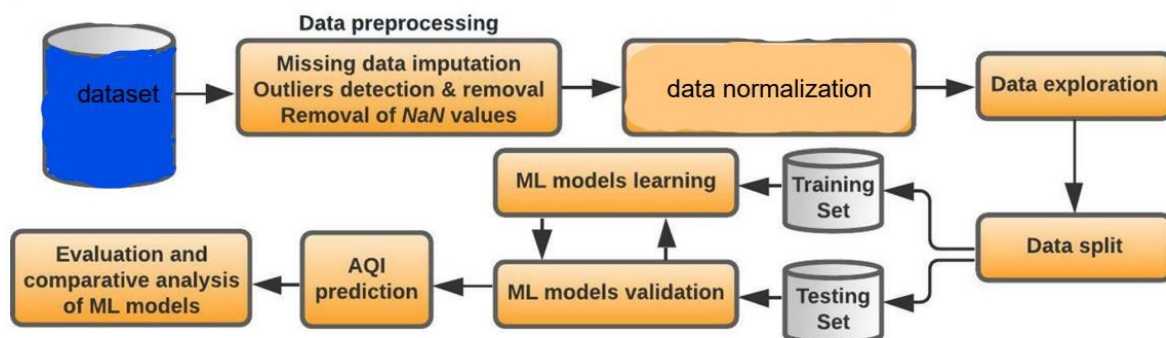 Data preprocessing
dataset
Missing data imputation
Outliers detection & removal
Removal of NaN values
data normalization
Data exploration
ML models learning
Training
Set
Data split
Evaluation and
comparative analysis
of ML models
AQI
prediction
ML models validation
Testing
Set